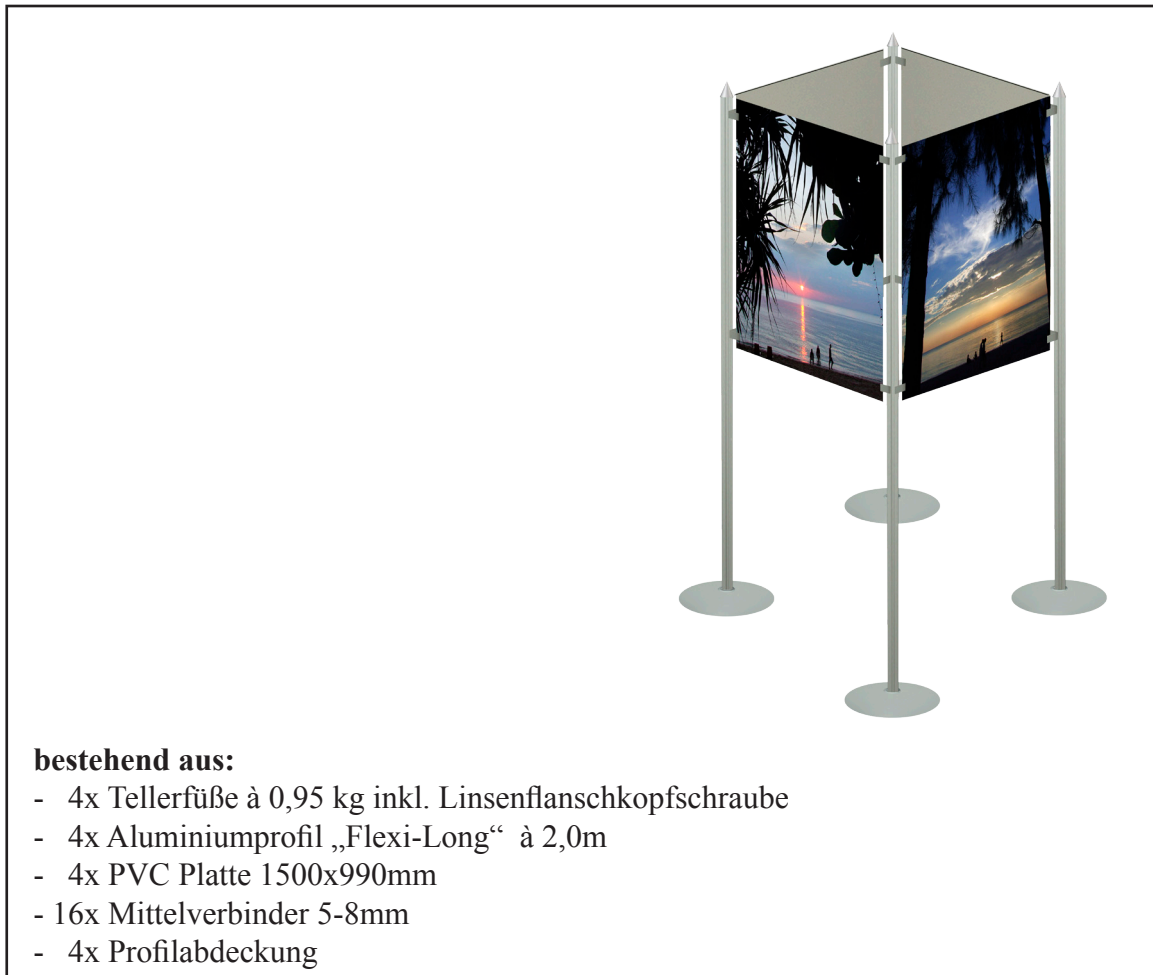 bestehend aus:
- 4x Tellerfüße à 0,95 kg inkl. Linsenflanschkopfschraube
- 4x Aluminiumprofil „Flexi-Long“ à 2,0m
- 4x PVC Platte 1500x990mm
- 16x Mittelverbinder 5-8mm
- 4x Profilabdeckung